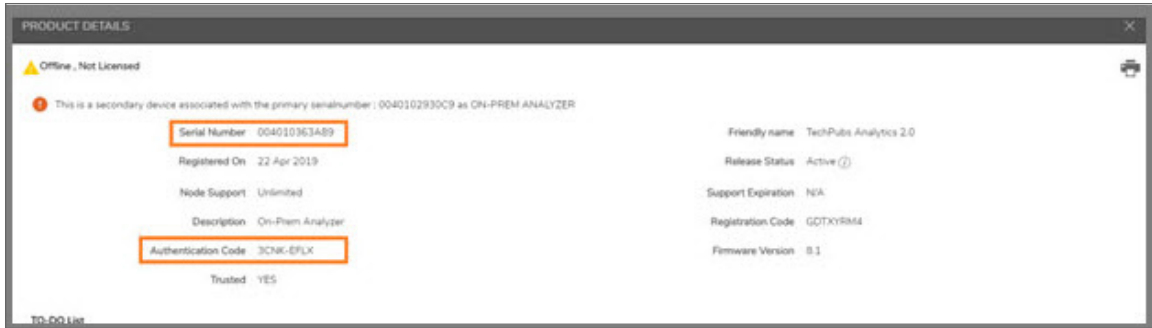 PRODUCT DETAILS
Offline , Not Licensed
This is a secondary device associated with the primary serialnumber : 0040102930C9 as ON-PREM ANALYZER
Serial Number 004010363A89
Friendly name TechPubs Analytics 2.0
Registered On 22 Apr 2019
Release Status Active
Node Support Unlimited
Support Expiration N/A
Description On-Prem Analyzer
Registration Code GDTXYRM4
Authentication Code 3CNK-EFLX
Firmware Version 8.1
Trusted YES
TO-DO List